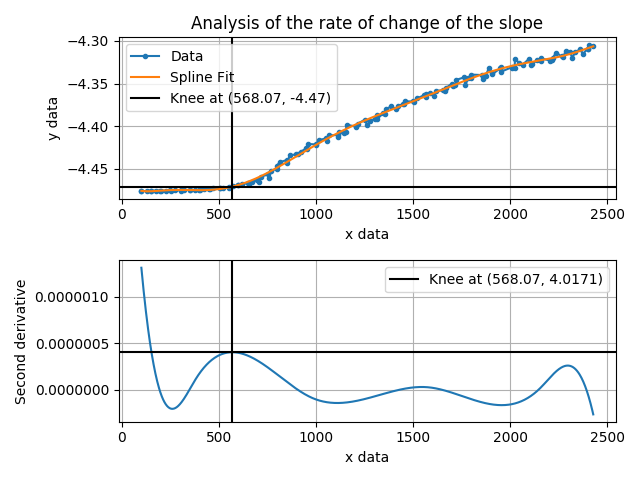 Analysis of the rate of change of the slope
−4.30
−4.35
−4.40
−4.45
y data
Data
Spline Fit
Knee at (568.07, -4.47)
0 500 1000 1500 2000 2500
x data
0.0000010
0.0000005
0.0000000
Second derivative
Knee at (568.07, 4.0171)
0 500 1000 1500 2000 2500
x data